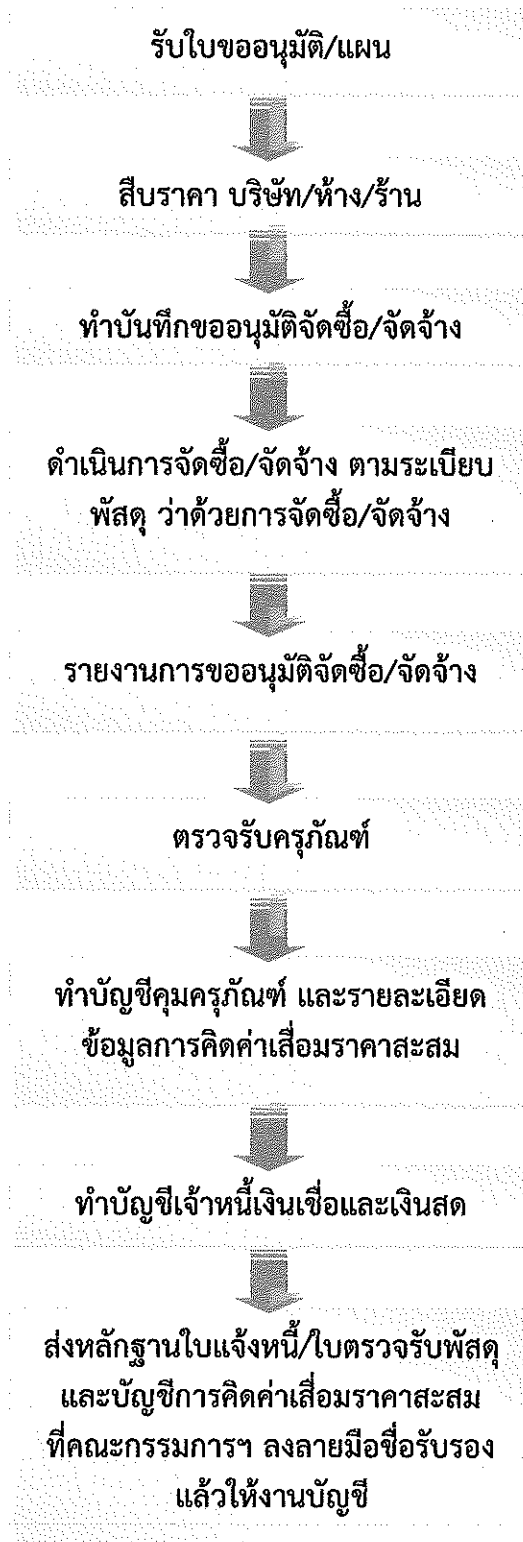 รับใบขออนุมัติ/แผน
สืบราคา บริษัท/ห้าง/ร้าน
ทำบันทึกขออนุมัติจัดซื้อ/จัดจ้าง
ดำเนินการจัดซื้อ/จัดจ้าง ตามระเบียบ
พัสดุ ว่าด้วยการจัดซื้อ/จัดจ้าง
รายงานการขออนุมัติจัดซื้อ/จัดจ้าง
ตรวจรับครุภัณฑ์
ทำบัญชีคุมครุภัณฑ์ และรายละเอียด
ข้อมูลการคิดค่าเสื่อมราคาสะสม
ทำบัญชีเจ้าหนี้เงินเชื่อและเงินสด
ส่งหลักฐานใบแจ้งหนี้/ใบตรวจรับพัสดุ
และบัญชีการคิดค่าเสื่อมราคาสะสม
ที่คณะกรรมการฯ ลงลายมือชื่อรับรอง
แล้วให้งานบัญชี